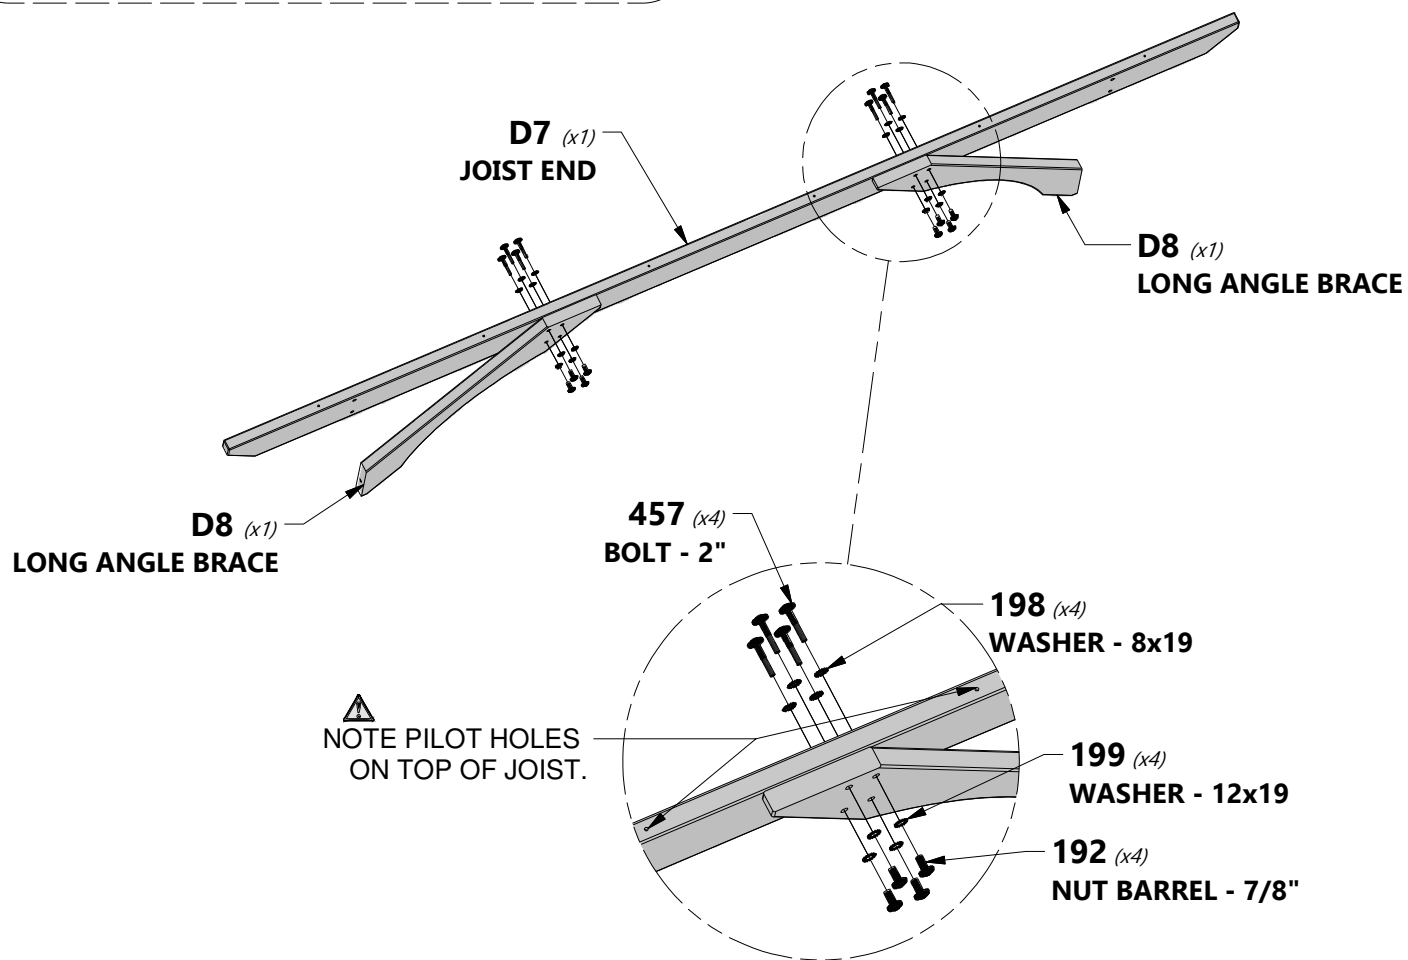 D7 (x1)
JOIST END
D8 (x1)
LONG ANGLE BRACE
D8 (x1)
LONG ANGLE BRACE
457 (x4)
BOLT - 2"
198 (x4)
WASHER - 8x19
NOTE PILOT HOLES
ON TOP OF JOIST.
199 (x4)
WASHER - 12x19
192 (x4)
NUT BARREL - 7/8"